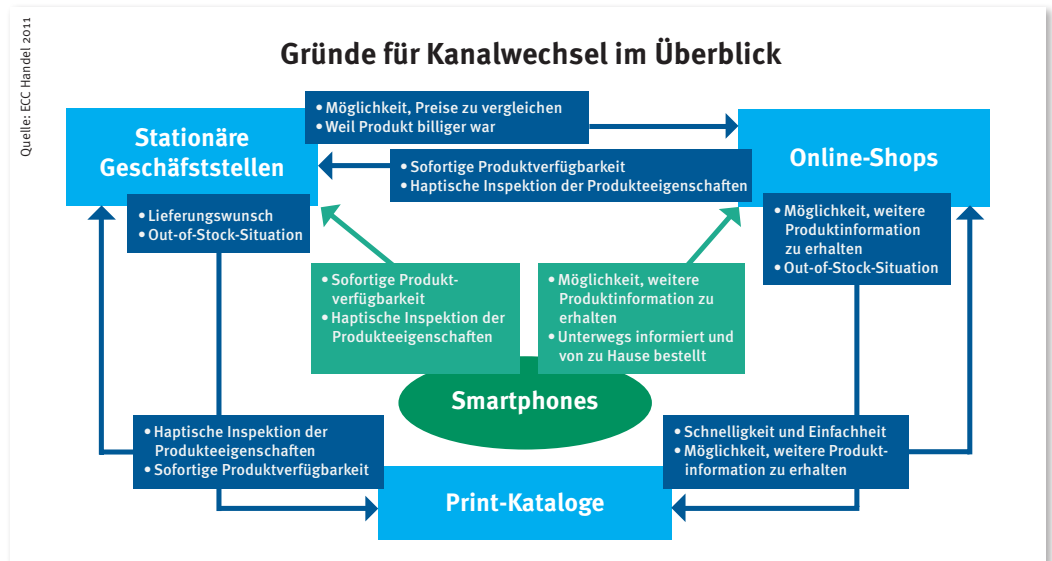 Quelle: ECC Handel 2011
Gründe für Kanalwechsel im Überblick
• Möglichkeit, Preise zu vergleichen
• Weil Produkt billiger war
Stationäre
Geschäfststellen
Online-Shops
• Sofortige Produktverfügbarkeit
• Haptische Inspektion der Produkteeigenschaften
• Lieferungswunsch
• Out-of-Stock-Situation
• Möglichkeit, weitere
Produktinformation
zu erhalten
• Out-of-Stock-Situation
• Sofortige Produkt-
verfügbarkeit
• Haptische Inspektion der
Produkteeigenschaften
• Möglichkeit, weitere
Produktinformation zu
erhalten
• Unterwegs informiert und
von zu Hause bestellt
Smartphones
• Haptische Inspektion der
Produkteeigenschaften
• Sofortige Produktverfügbarkeit
• Schnelligkeit und Einfachheit
• Möglichkeit, weitere Produkt-
information zu erhalten
Print-Kataloge